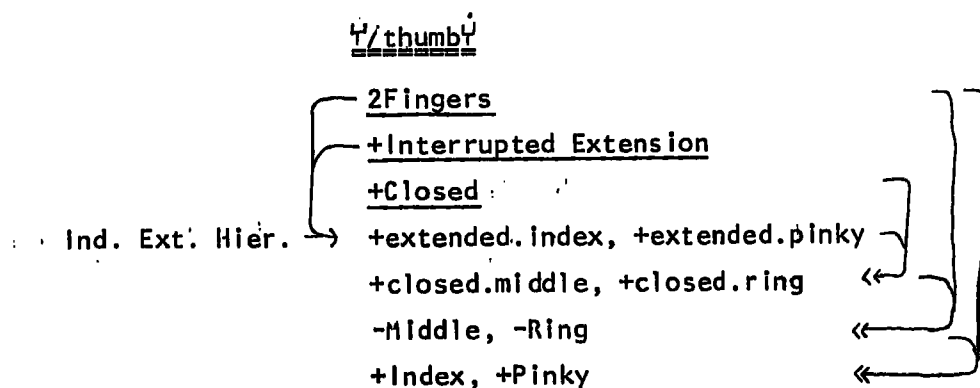 Ɏ/thumbɎ̇
2Fingers
+Interrupted Extension
+Closed
Ind. Ext. Hier. → +extended.index, +extended.pinky
+closed.middle, +closed.ring
-Middle, -Ring
+Index, +Pinky